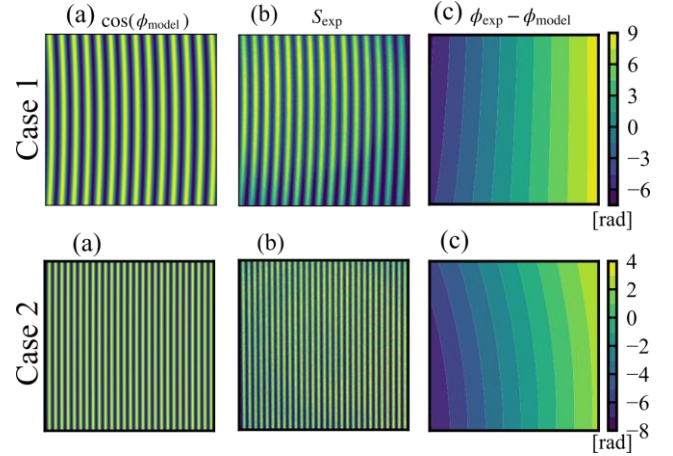 (a) cos(ϕmodel)
(b) Sexp
(c) ϕexp − ϕmodel
Case 1
9
6
3
0
−3
−6
[rad]
(a)
(b)
(c)
Case 2
4
2
0
−2
−4
−6
−8
[rad]